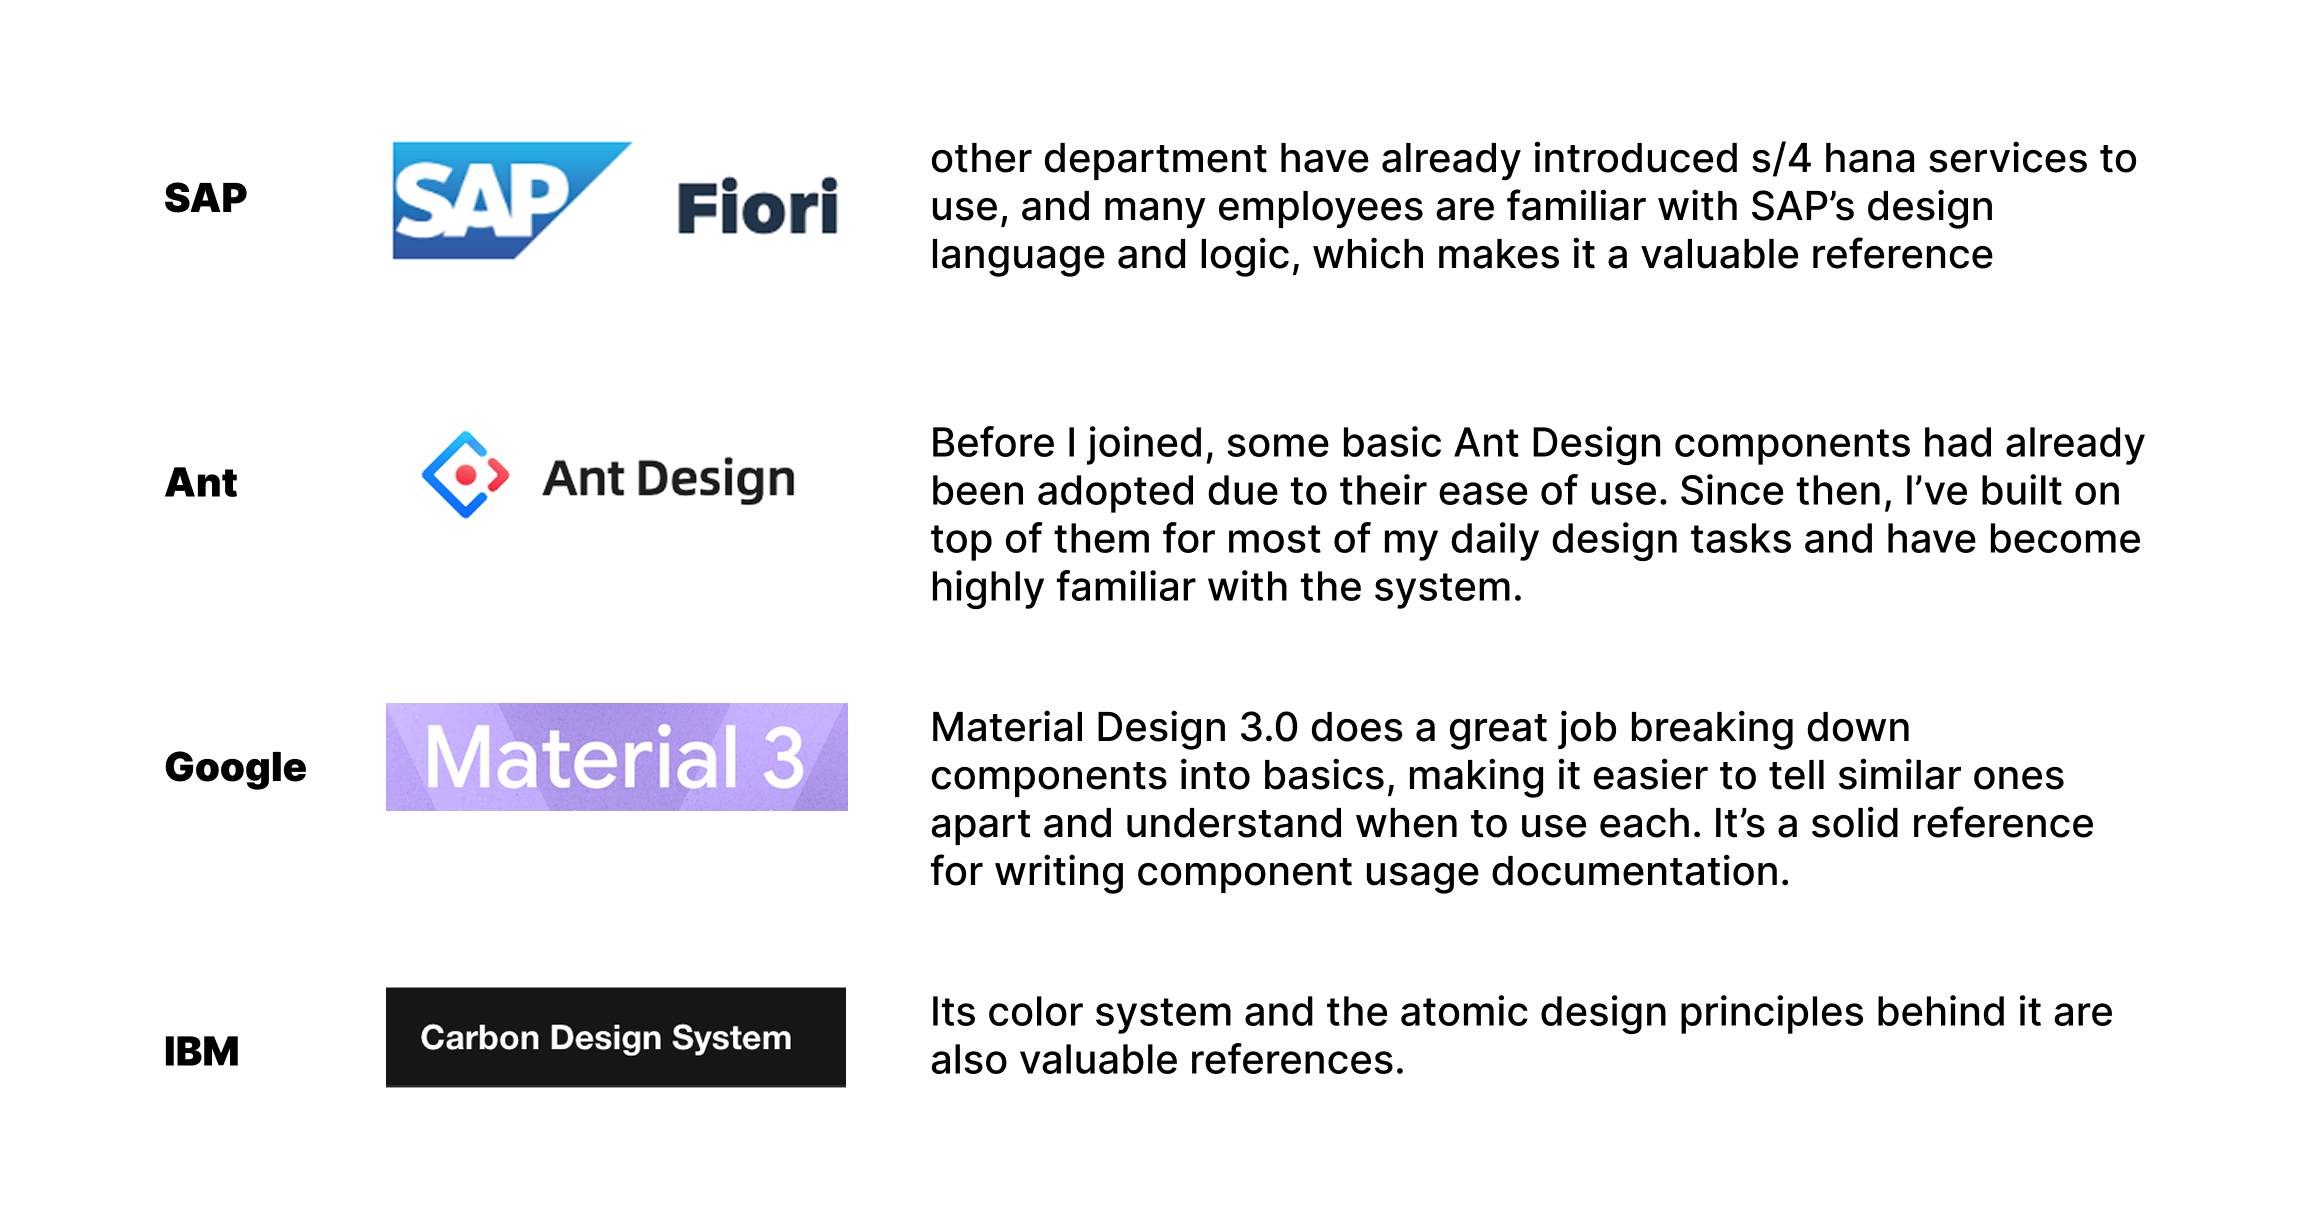 SAP
SAP Fiori
other department have already introduced s/4 hana services to
use, and many employees are familiar with SAP’s design
language and logic, which makes it a valuable reference
Ant
Ant Design
Before I joined, some basic Ant Design components had already
been adopted due to their ease of use. Since then, I’ve built on
top of them for most of my daily design tasks and have become
highly familiar with the system.
Google
Material 3
Material Design 3.0 does a great job breaking down
components into basics, making it easier to tell similar ones
apart and understand when to use each. It’s a solid reference
for writing component usage documentation.
IBM
Carbon Design System
Its color system and the atomic design principles behind it are
also valuable references.